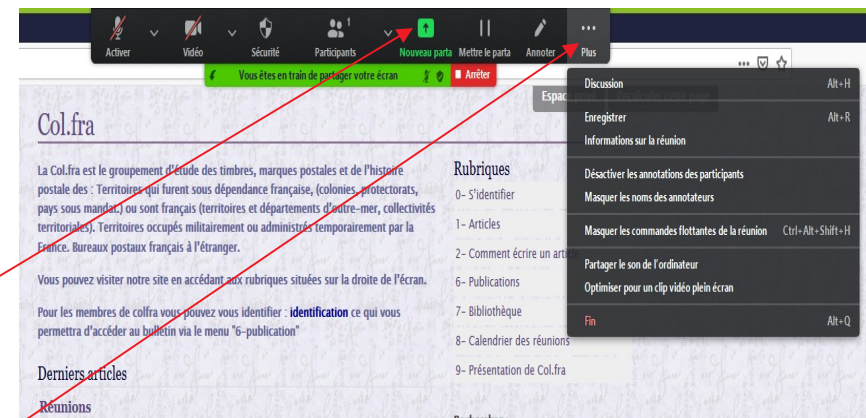 1
Activer Vidéo Sécurité Participants Nouveau parta Mettre le parta Annoter Plus
Vous êtes en train de partager votre écran Arrêter
Discussion Alt+H
Espac
Enregistrer Alt+R
Informations sur la réunion
Désactiver les annotations des participants
Masquer les noms des annotateurs
Masquer les commandes flottantes de la réunion Ctrl+Alt+Shift+H
Partager le son de l'ordinateur
Optimiser pour un clip vidéo plein écran
Fin Alt+Q
Col.fra
La Col.fra est le groupement d'étude des timbres, marques
postales et de l'histoire
postale des : Territoires qui furent sous dépendance française, (colonies, protectorats,
pays sous mandat.) ou sont français (territoires et départements d'outre-mer, collectivités
territoriales). Territoires occupés militairement ou administrés temporairement par la
France. Bureaux postaux français à l'étranger.
Vous pouvez visiter notre site en accédant aux rubriques situées sur la droite de l'écran.
Pour les membres de colfra vous pouvez vous identifier : identification ce qui vous
permettra d'accéder au bulletin via le menu "6-publication"
Derniers articles
Réunions
Rubriques
0- S'identifier
1- Articles
2- Comment écrire un article
6- Publications
7- Bibliothèque
8- Calendrier des réunions
9- Présentation de Col.fra